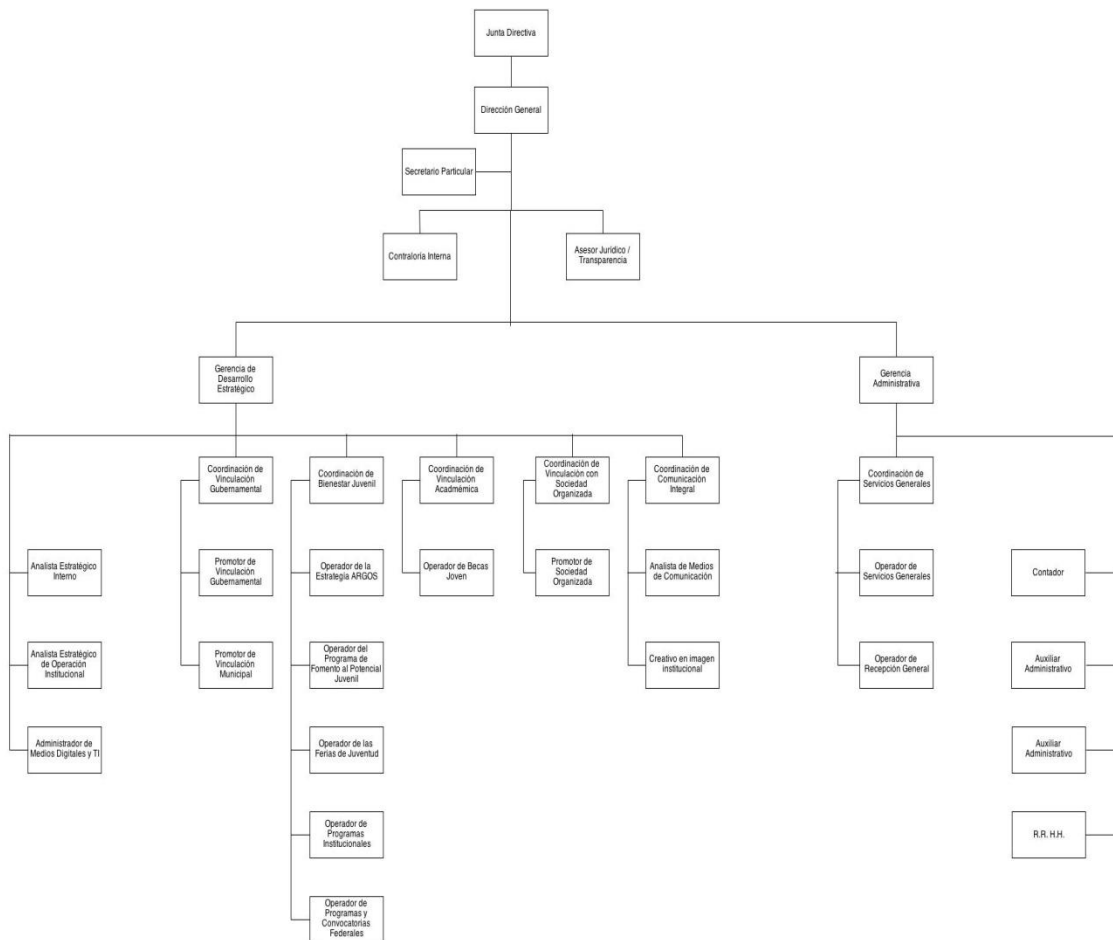 Junta Directiva
Dirección General
Secretario Particular
Contraloría Interna
Asesor Jurídico /
Transparencia
Gerencia de
Desarrollo
Estratégico
Gerencia
Administrativa
Coordinación de
Vinculación
Gubernamental
Coordinación de
Bienestar Juvenil
Coordinación de
Vinculación
Acadmémica
Coordinación de
Vinculación con
Sociedad
Organizada
Coordinación de
Comunicación
Integral
Coordinación de
Servicios Generales
Analista Estratégico
Interno
Promotor de
Vinculación
Gubernamental
Operador de la
Estrategia ARGOS
Operador de Becas
Joven
Promotor de
Sociedad
Organizada
Analista de Medios
de Comunicación
Operador de
Servicios Generales
Contador
Analista Estratégico
de Operación
Institucional
Promotor de
Vinculación
Municipal
Operador del
Programa de
Fomento al Potencial
Juvenil
Creativo en imagen
institucional
Operador de
Recepción General
Auxiliar
Administrativo
Administrador de
Medios Digitales y TI
Operador de las
Ferias de Juventud
Auxiliar
Administrativo
Operador de
Programas
Institucionales
R.R. H.H.
Operador de
Programas y
Convocatorias
Federales